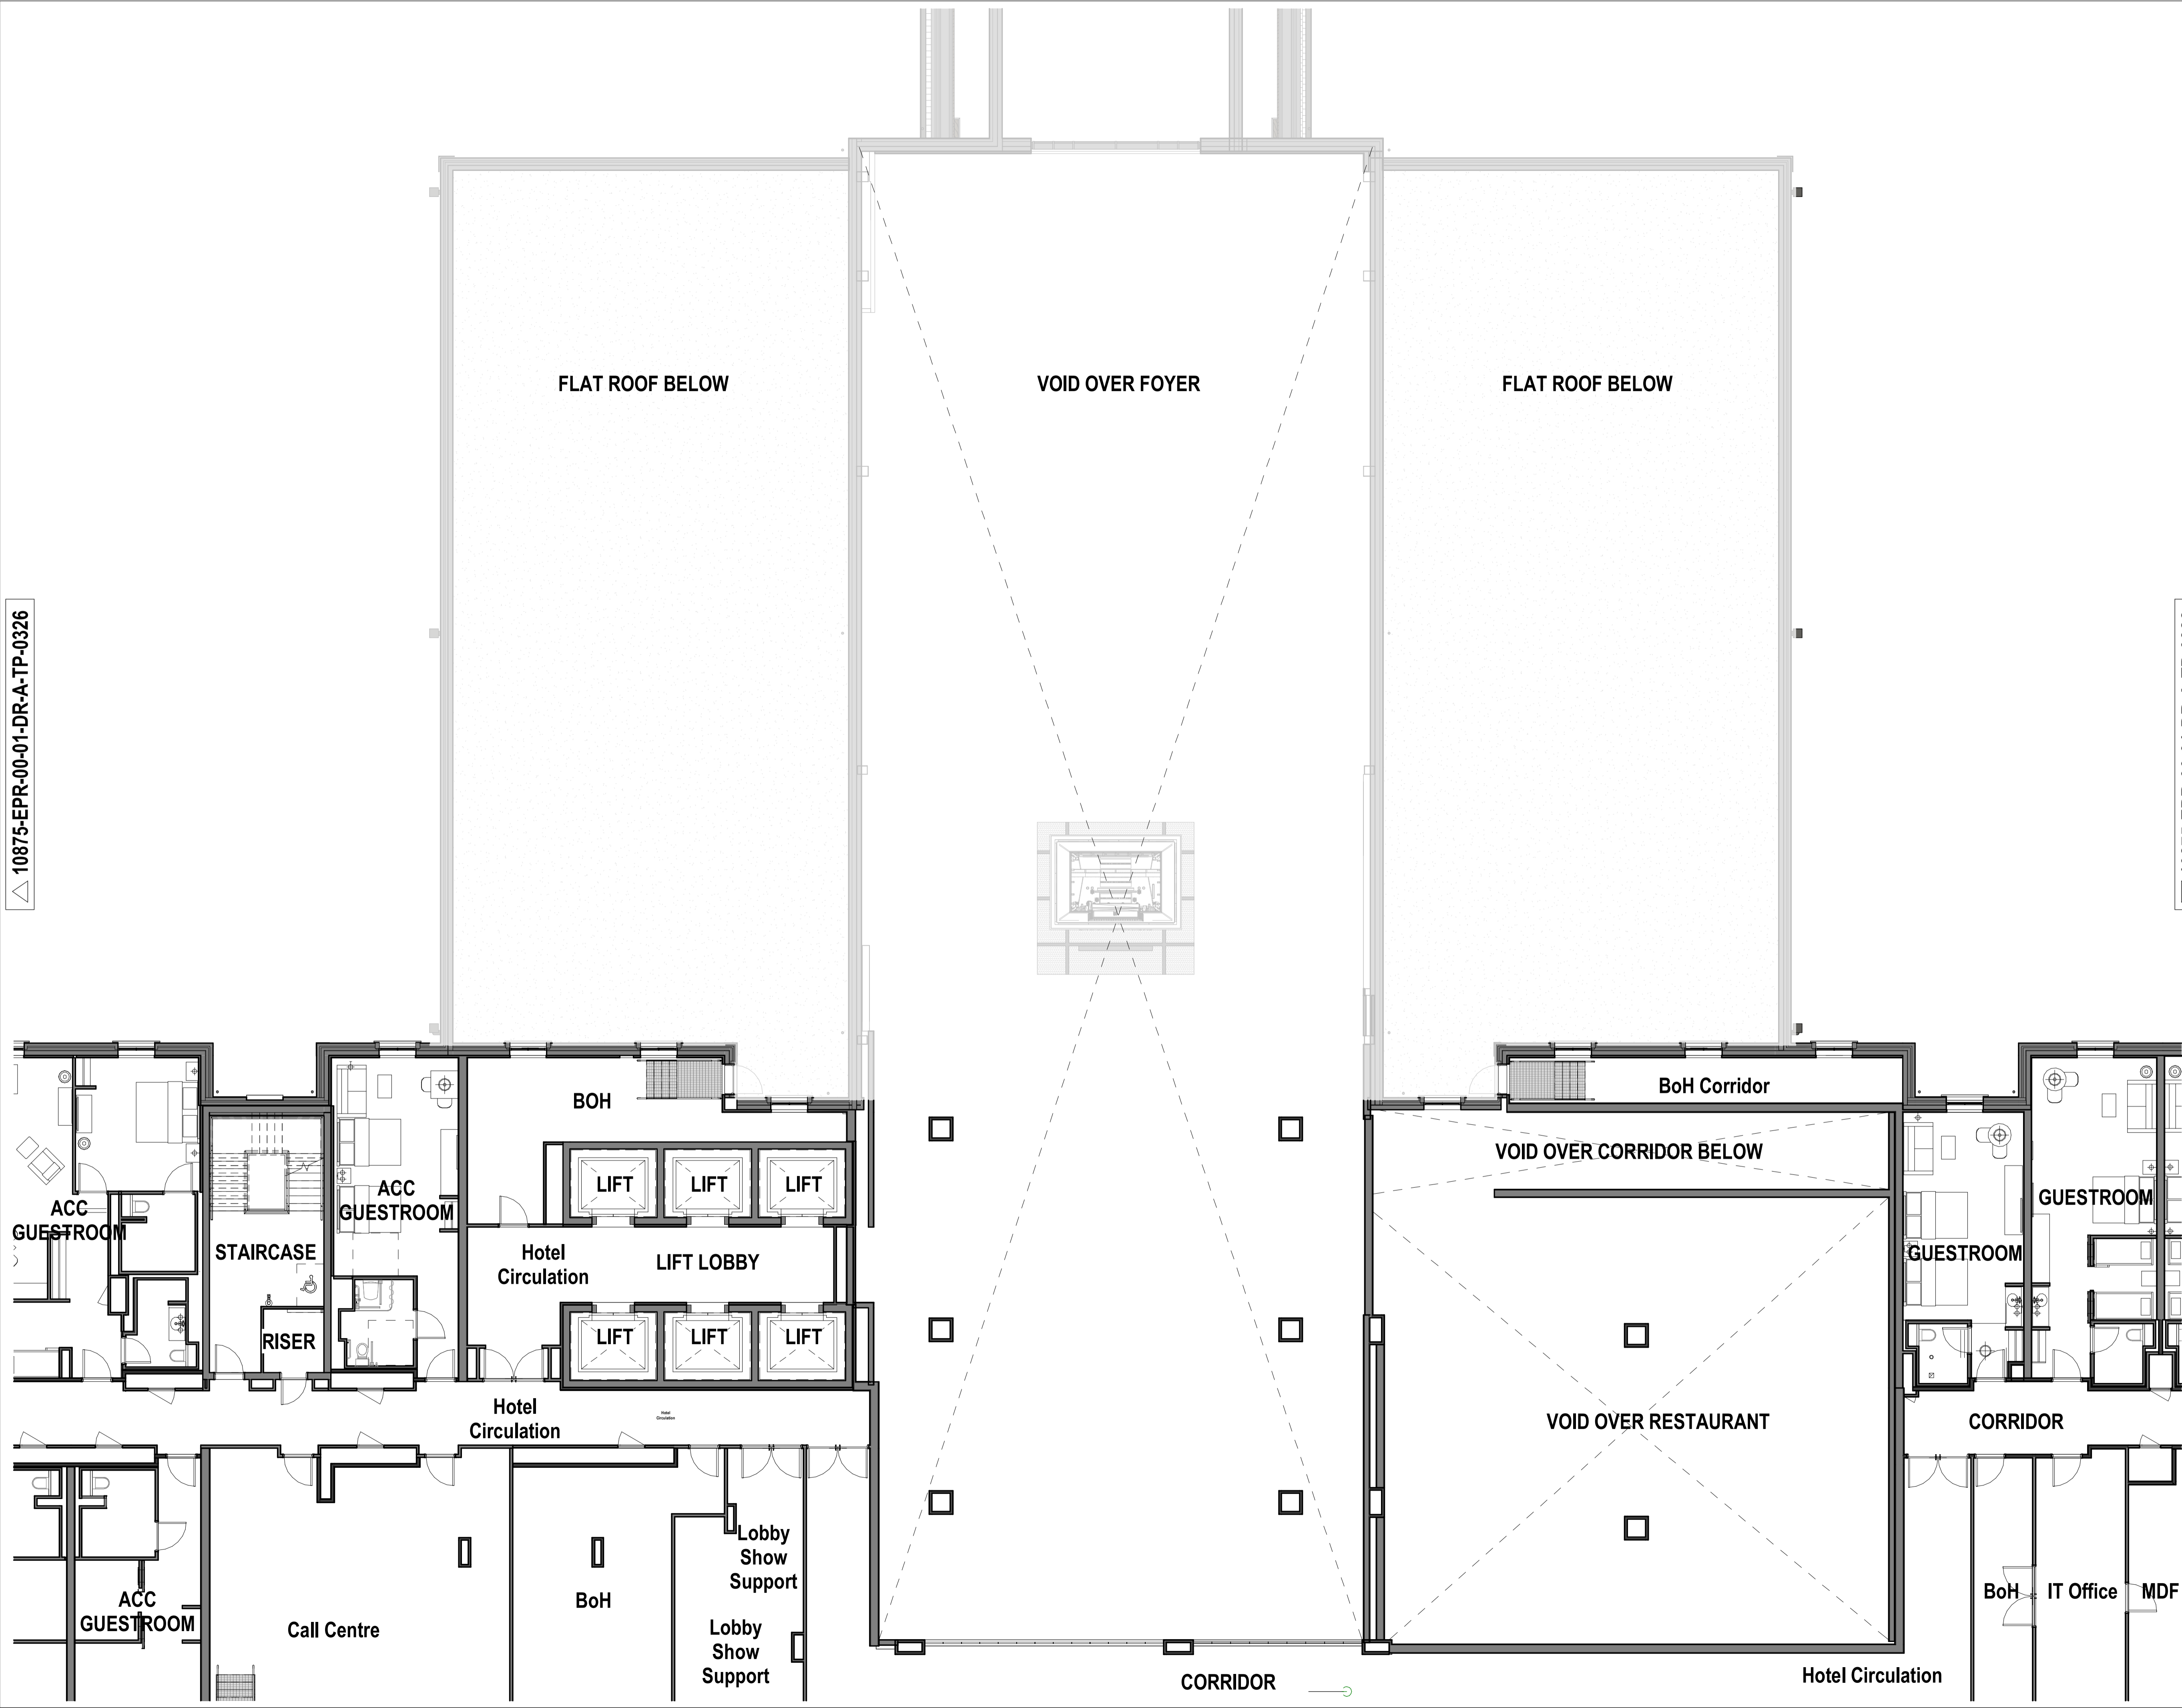 FLAT ROOF BELOW
VOID OVER FOYER
FLAT ROOF BELOW
10875-EPR-00-01-DR-A-TP-0326
BOH
BoH Corridor
VOID OVER CORRIDOR BELOW
LIFT
LIFT
LIFT
ACC
GUESTROOM
ACC
GUESTROOM
STAIRCASE
Hotel
Circulation
LIFT LOBBY
GUESTROOM
GUESTROOM
RISER
LIFT
LIFT
LIFT
Hotel
Circulation
Hotel
Circulation
VOID OVER RESTAURANT
CORRIDOR
Lobby
Show
Support
ACC
GUESTROOM
Call Centre
BoH
Lobby
Show
Support
BoH
IT Office
MDF
CORRIDOR
Hotel Circulation